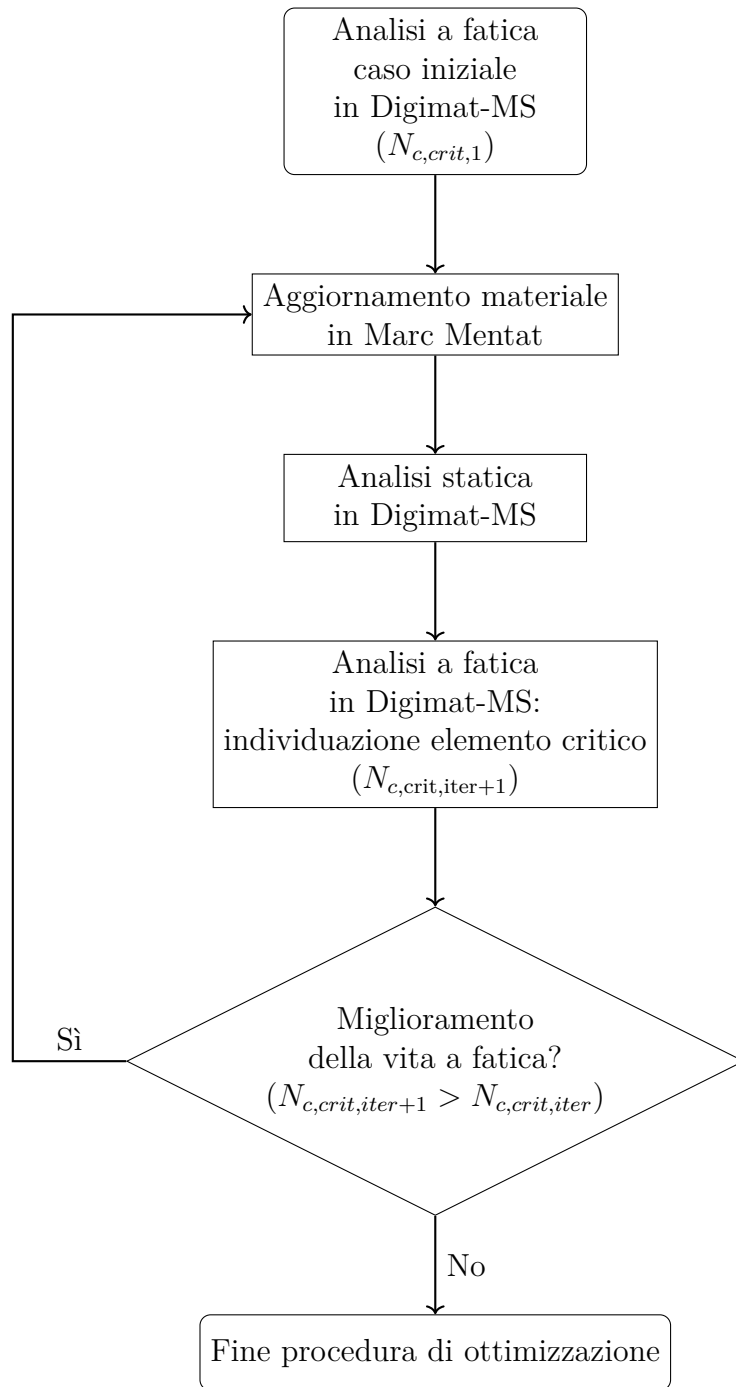 Analisi a fatica
caso iniziale
in Digimat-MS
(N_{c,crit,1})
Aggiornamento materiale
in Marc Mentat
Analisi statica
in Digimat-MS
Analisi a fatica
in Digimat-MS:
individuazione elemento critico
(N_{c,crit,iter+1})
Miglioramento
della vita a fatica?
(N_{c,crit,iter+1} > N_{c,crit,iter})
Sì
No
Fine procedura di ottimizzazione